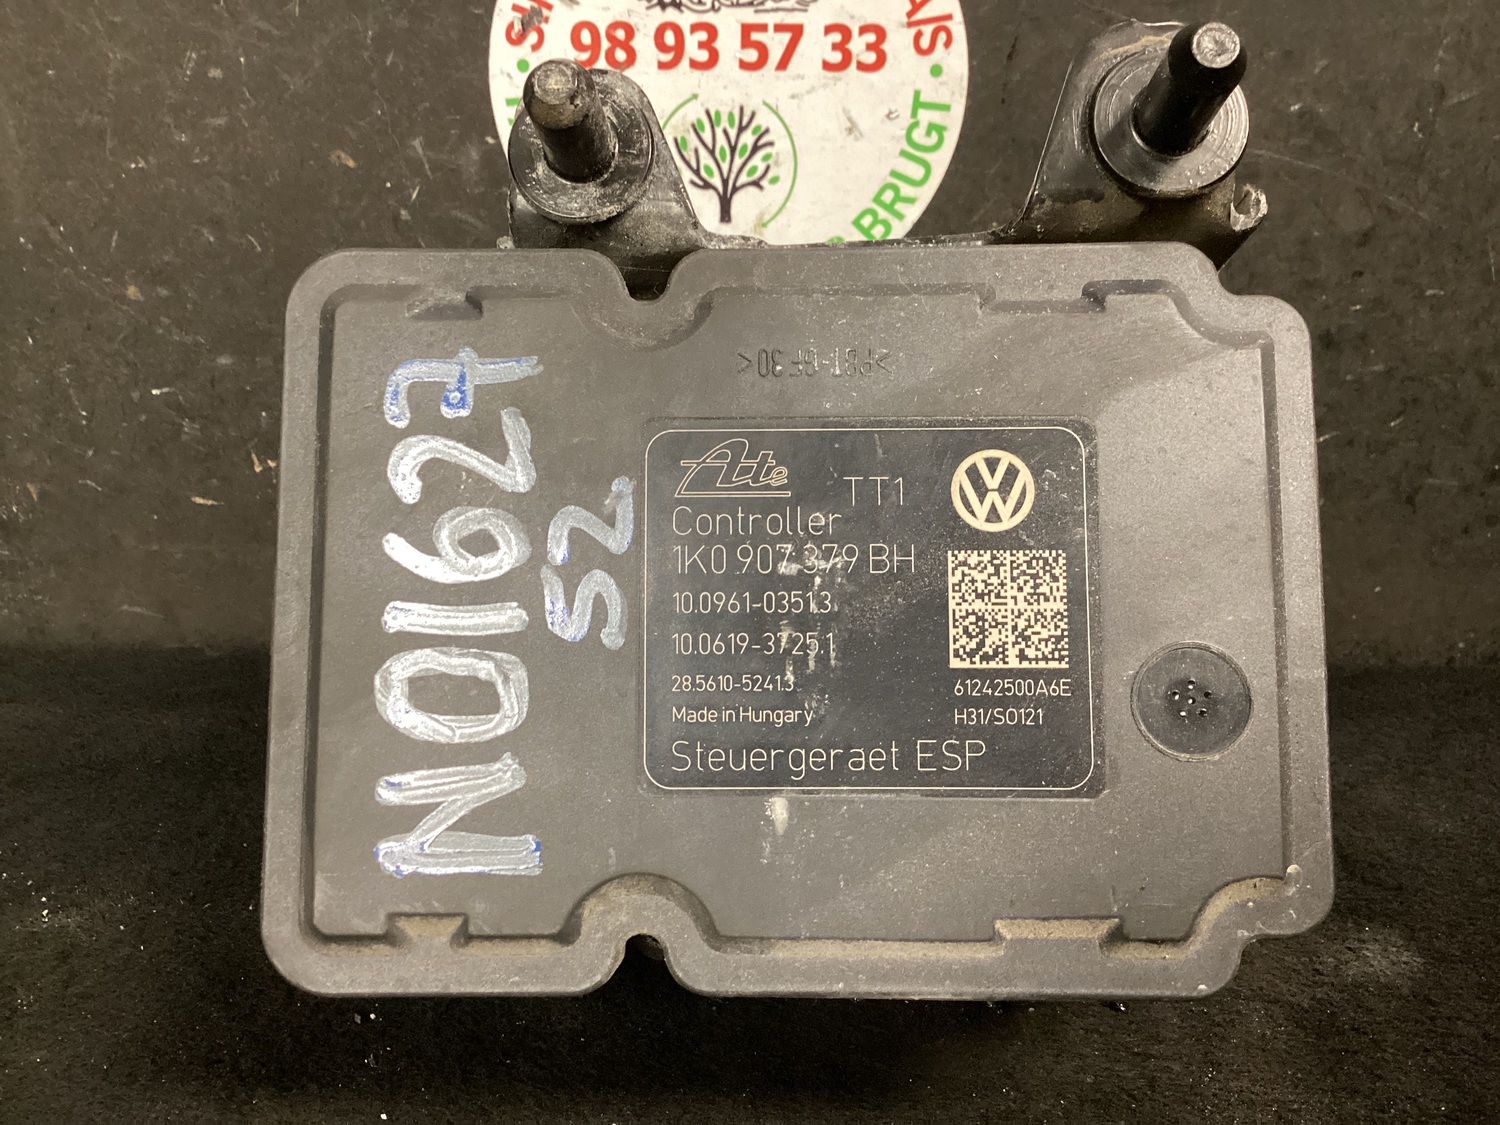 98 93 57 33
A/S
BRUGT
>PBT-GF30<
N01627
52
Ate
TT1
Controller
1K0 907 379 BH
10.0961-0351.3
10.0619-3725.1
28.5610-5241.3
Made in Hungary
61242500A6E
H31/S0121
Steuergeraet ESP